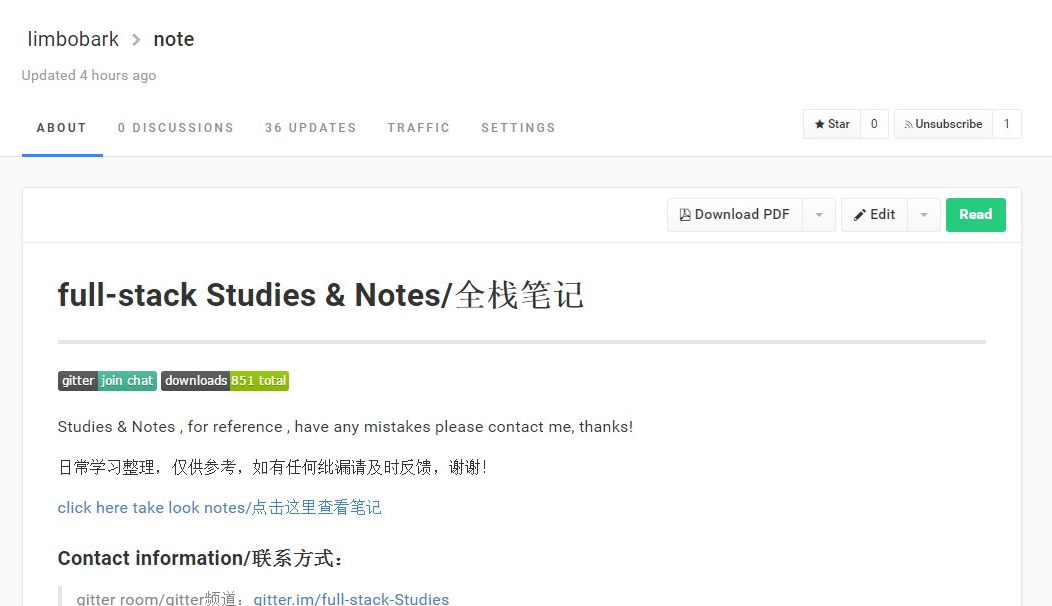 limbobark > note
Updated 4 hours ago
ABOUT 0 DISCUSSIONS 36 UPDATES TRAFFIC SETTINGS Star 0 Unsubscribe 1
Download PDF Edit Read
full-stack Studies & Notes/全栈笔记
gitter join chat downloads 851 total
Studies & Notes , for reference , have any mistakes please contact me, thanks!
日常学习整理，仅供参考，如有任何纰漏请及时反馈，谢谢！
click here take look notes/点击这里查看笔记
Contact information/联系方式：
gitter room/gitter频道：gitter.im/full-stack-Studies